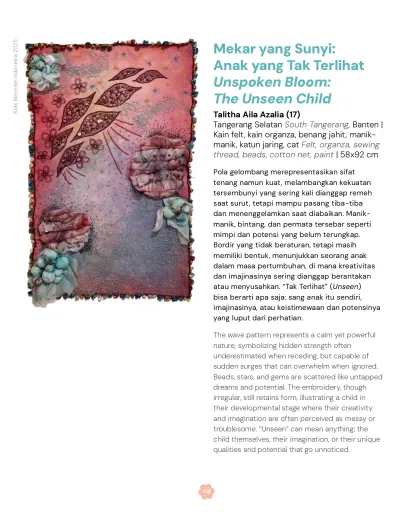 Kids Biennale Indonesia 2025
Mekar yang Sunyi:
Anak yang Tak Terlihat
Unspoken Bloom:
The Unseen Child
Talitha Aila Azalia (17)
Tangerang Selatan South Tangerang, Banten |
Kain felt, kain organza, benang jahit, manik-
manik, katun jaring, cat Felt, organza, sewing
thread, beads, cotton net, paint | 58x92 cm
Pola gelombang merepresentasikan sifat
tenang namun kuat, melambangkan kekuatan
tersembunyi yang sering kali dianggap remeh
saat surut, tetapi mampu pasang tiba-tiba
dan menenggelamkan saat diabaikan. Manik-
manik, bintang, dan permata tersebar seperti
mimpi dan potensi yang belum terungkap.
Bordir yang tidak beraturan, tetapi masih
memiliki bentuk, menunjukkan seorang anak
dalam masa pertumbuhan, di mana kreativitas
dan imajinasinya sering dianggap berantakan
atau menyusahkan. “Tak Terlihat” (Unseen)
bisa berarti apa saja: sang anak itu sendiri,
imajinasinya, atau keistimewaan dan potensinya
yang luput dari perhatian.
The wave pattern represents a calm yet powerful
nature, symbolizing hidden strength often
underestimated when receding, but capable of
sudden surges that can overwhelm when ignored.
Beads, stars, and gems are scattered like untapped
dreams and potential. The embroidery, though
irregular, still retains form, illustrating a child in
their developmental stage where their creativity
and imagination are often perceived as messy or
troublesome. “Unseen” can mean anything: the
child themselves, their imagination, or their unique
qualities and potential that go unnoticed.